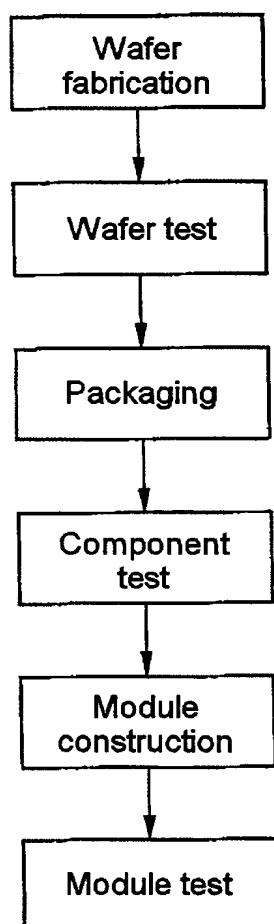 Wafer
fabrication
Wafer test
Packaging
Component
test
Module
construction
Module test